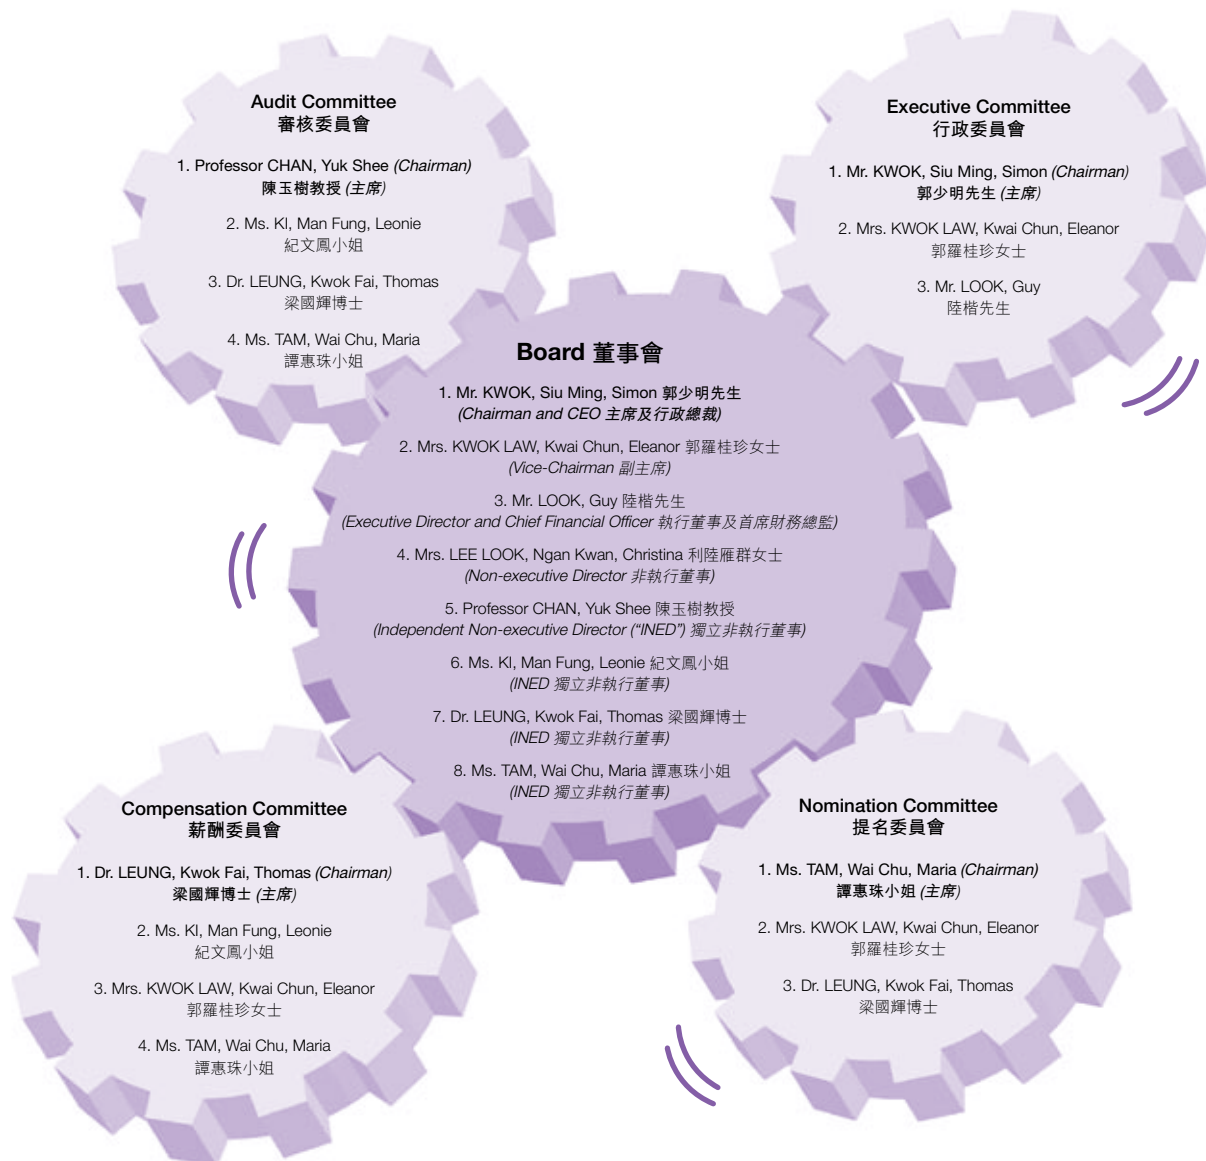 Audit Committee
審核委員會
1. Professor CHAN, Yuk Shee (Chairman)
陳玉樹教授 (主席)
2. Ms. KI, Man Fung, Leonie
紀文鳳小姐
3. Dr. LEUNG, Kwok Fai, Thomas
梁國輝博士
4. Ms. TAM, Wai Chu, Maria
譚惠珠小姐
Executive Committee
行政委員會
1. Mr. KWOK, Siu Ming, Simon (Chairman)
郭少明先生 (主席)
2. Mrs. KWOK LAW, Kwai Chun, Eleanor
郭羅桂珍女士
3. Mr. LOOK, Guy
陸楷先生
Board 董事會
1. Mr. KWOK, Siu Ming, Simon 郭少明先生
(Chairman and CEO 主席及行政總裁)
2. Mrs. KWOK LAW, Kwai Chun, Eleanor 郭羅桂珍女士
(Vice-Chairman 副主席)
3. Mr. LOOK, Guy 陸楷先生
(Executive Director and Chief Financial Officer 執行董事及首席財務總監)
4. Mrs. LEE LOOK, Ngan Kwan, Christina 利陸雁群女士
(Non-executive Director 非執行董事)
5. Professor CHAN, Yuk Shee 陳玉樹教授
(Independent Non-executive Director (“INED”) 獨立非執行董事)
6. Ms. KI, Man Fung, Leonie 紀文鳳小姐
(INED 獨立非執行董事)
7. Dr. LEUNG, Kwok Fai, Thomas 梁國輝博士
(INED 獨立非執行董事)
8. Ms. TAM, Wai Chu, Maria 譚惠珠小姐
(INED 獨立非執行董事)
Compensation Committee
薪酬委員會
1. Dr. LEUNG, Kwok Fai, Thomas (Chairman)
梁國輝博士 (主席)
2. Ms. KI, Man Fung, Leonie
紀文鳳小姐
3. Mrs. KWOK LAW, Kwai Chun, Eleanor
郭羅桂珍女士
4. Ms. TAM, Wai Chu, Maria
譚惠珠小姐
Nomination Committee
提名委員會
1. Ms. TAM, Wai Chu, Maria (Chairman)
譚惠珠小姐 (主席)
2. Mrs. KWOK LAW, Kwai Chun, Eleanor
郭羅桂珍女士
3. Dr. LEUNG, Kwok Fai, Thomas
梁國輝博士